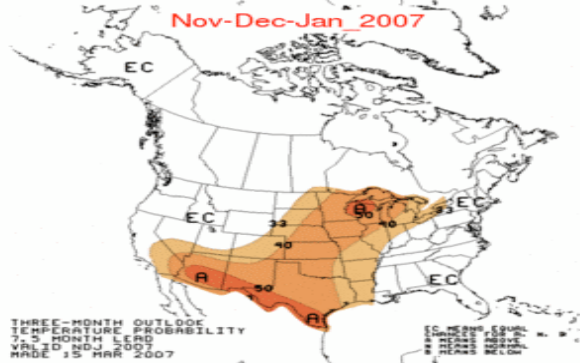 Nov-Dec-Jan_2007
EC
A
50
EC
33
EC
33
40
40
A
50
EC
A
THREE-MONTH OUTLOOK
TEMPERATURE PROBABILITY
7.5 MONTH LEAD
VALID NDJ 2007
MADE 15 MAR 2007
EC MEANS EQUAL
CHANCES FOR A, N, B
A MEANS ABOVE
N MEANS NORMAL
B MEANS BELOW